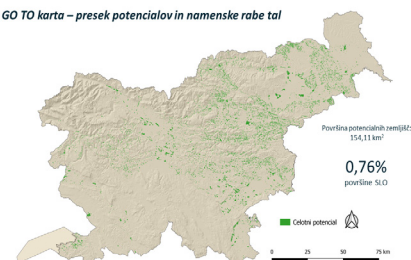 GO TO karta – presek potencialov in namenske rabe tal
Površina potencialnih zemljišč:
154,11 km²
0,76%
površine SLO
Celotni potencial
0 25 50 75 km